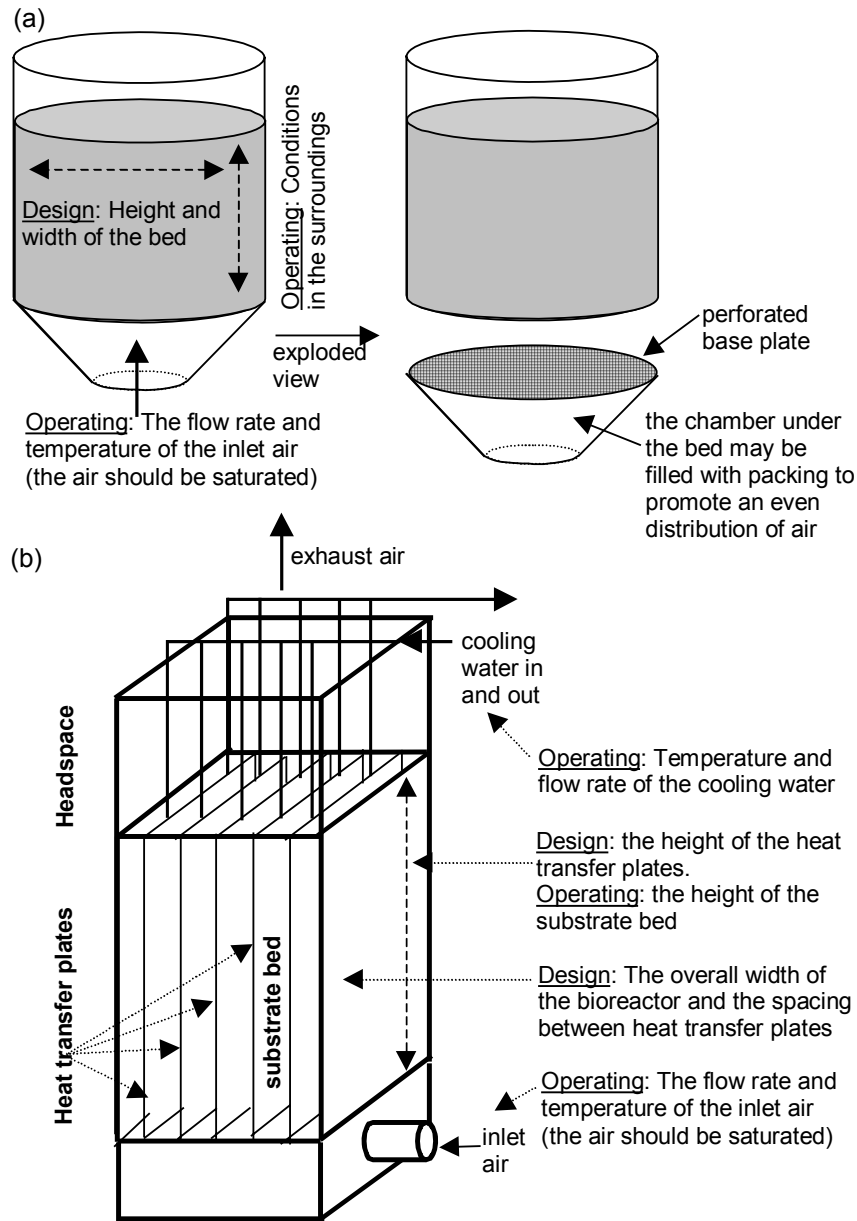 (a)
Design: Height and
width of the bed
Operating: Conditions
in the surroundings
exploded
view
Operating: The flow rate and
temperature of the inlet air
(the air should be saturated)
perforated
base plate
the chamber under
the bed may be
filled with packing to
promote an even
distribution of air
(b)
exhaust air
cooling
water in
and out
Operating: Temperature and
flow rate of the cooling water
Headspace
Design: the height of the heat
transfer plates.
Operating: the height of the
substrate bed
Heat transfer plates
substrate bed
Design: The overall width of
the bioreactor and the spacing
between heat transfer plates
Operating: The flow rate and
temperature of the inlet air
(the air should be saturated)
inlet
air